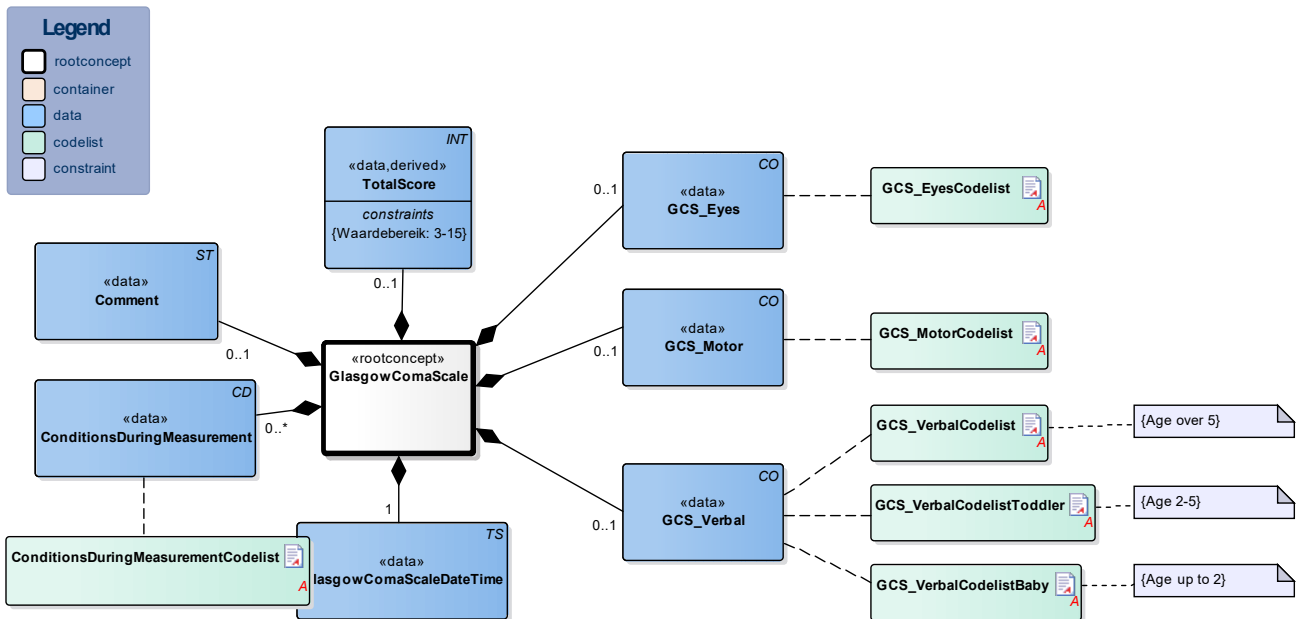 Legend
rootconcept
container
data
codelist
constraint
INT
«data,derived»
TotalScore
constraints
{Waardebereik: 3-15}
0..1
ST
«data»
Comment
0..1
CD
«data»
ConditionsDuringMeasurement
0..*
ConditionsDuringMeasurementCodelist
A
«rootconcept»
GlasgowComaScale
1
TS
«data»
lasgowComaScaleDateTime
CO
«data»
GCS_Eyes
0..1
GCS_EyesCodelist
A
CO
«data»
GCS_Motor
0..1
GCS_MotorCodelist
A
CO
«data»
GCS_Verbal
0..1
GCS_VerbalCodelist
A
{Age over 5}
GCS_VerbalCodelistToddler
A
{Age 2-5}
GCS_VerbalCodelistBaby
A
{Age up to 2}